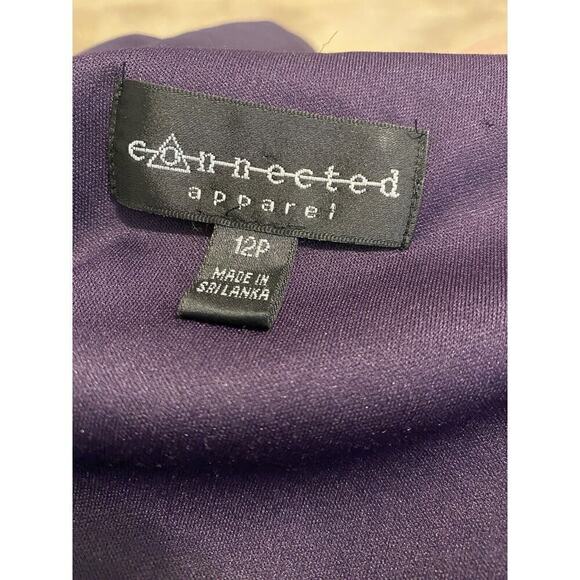 connected
apparel
12P
MADE IN
SRI LANKA